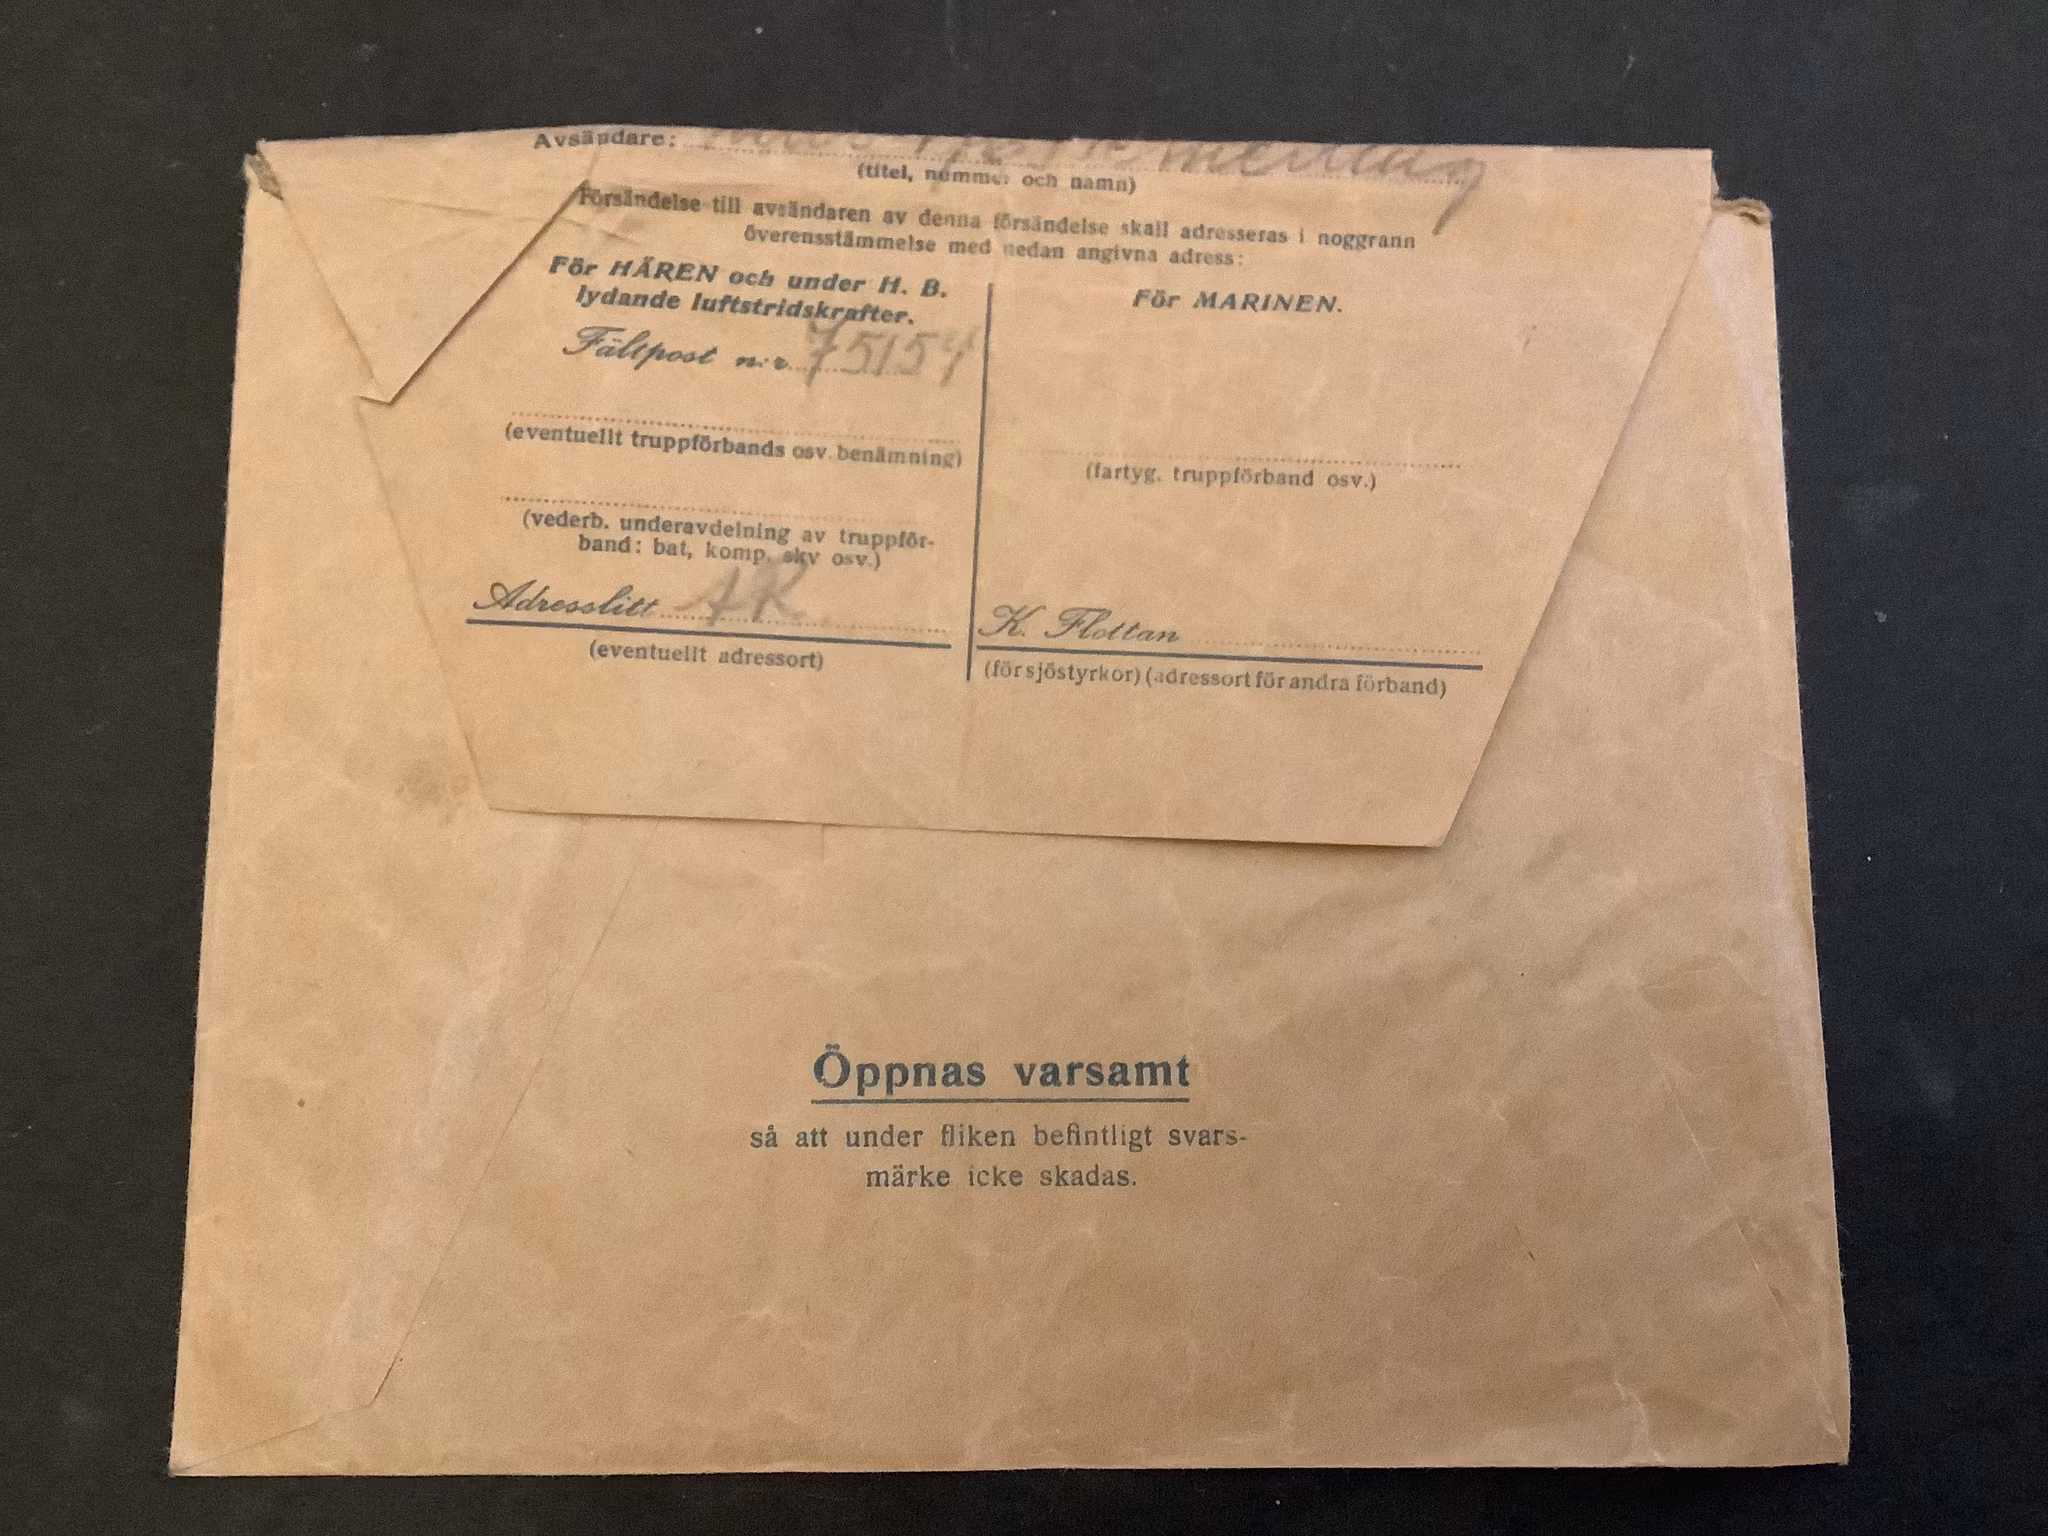 Avsändare:
(titel, nummer och namn)
Försändelse till avsändaren av denna försändelse skall adresseras i noggrann
överensstämmelse med nedan angivna adress:
För HÄREN och under H. B.
lydande luftstridskrafter.
Fältpost n:r 75154
(eventuellt truppförbands osv. benämning)
(vederb. underavdelning av truppför-
band: bat, komp. skv osv.)
Adresslitt AK
(eventuellt adressort)
För MARINEN.
(fartyg, truppförband osv.)
K. Flottan
(för sjöstyrkor) (adressort för andra förband)
Öppnas varsamt
så att under fliken befintligt svars-
märke icke skadas.